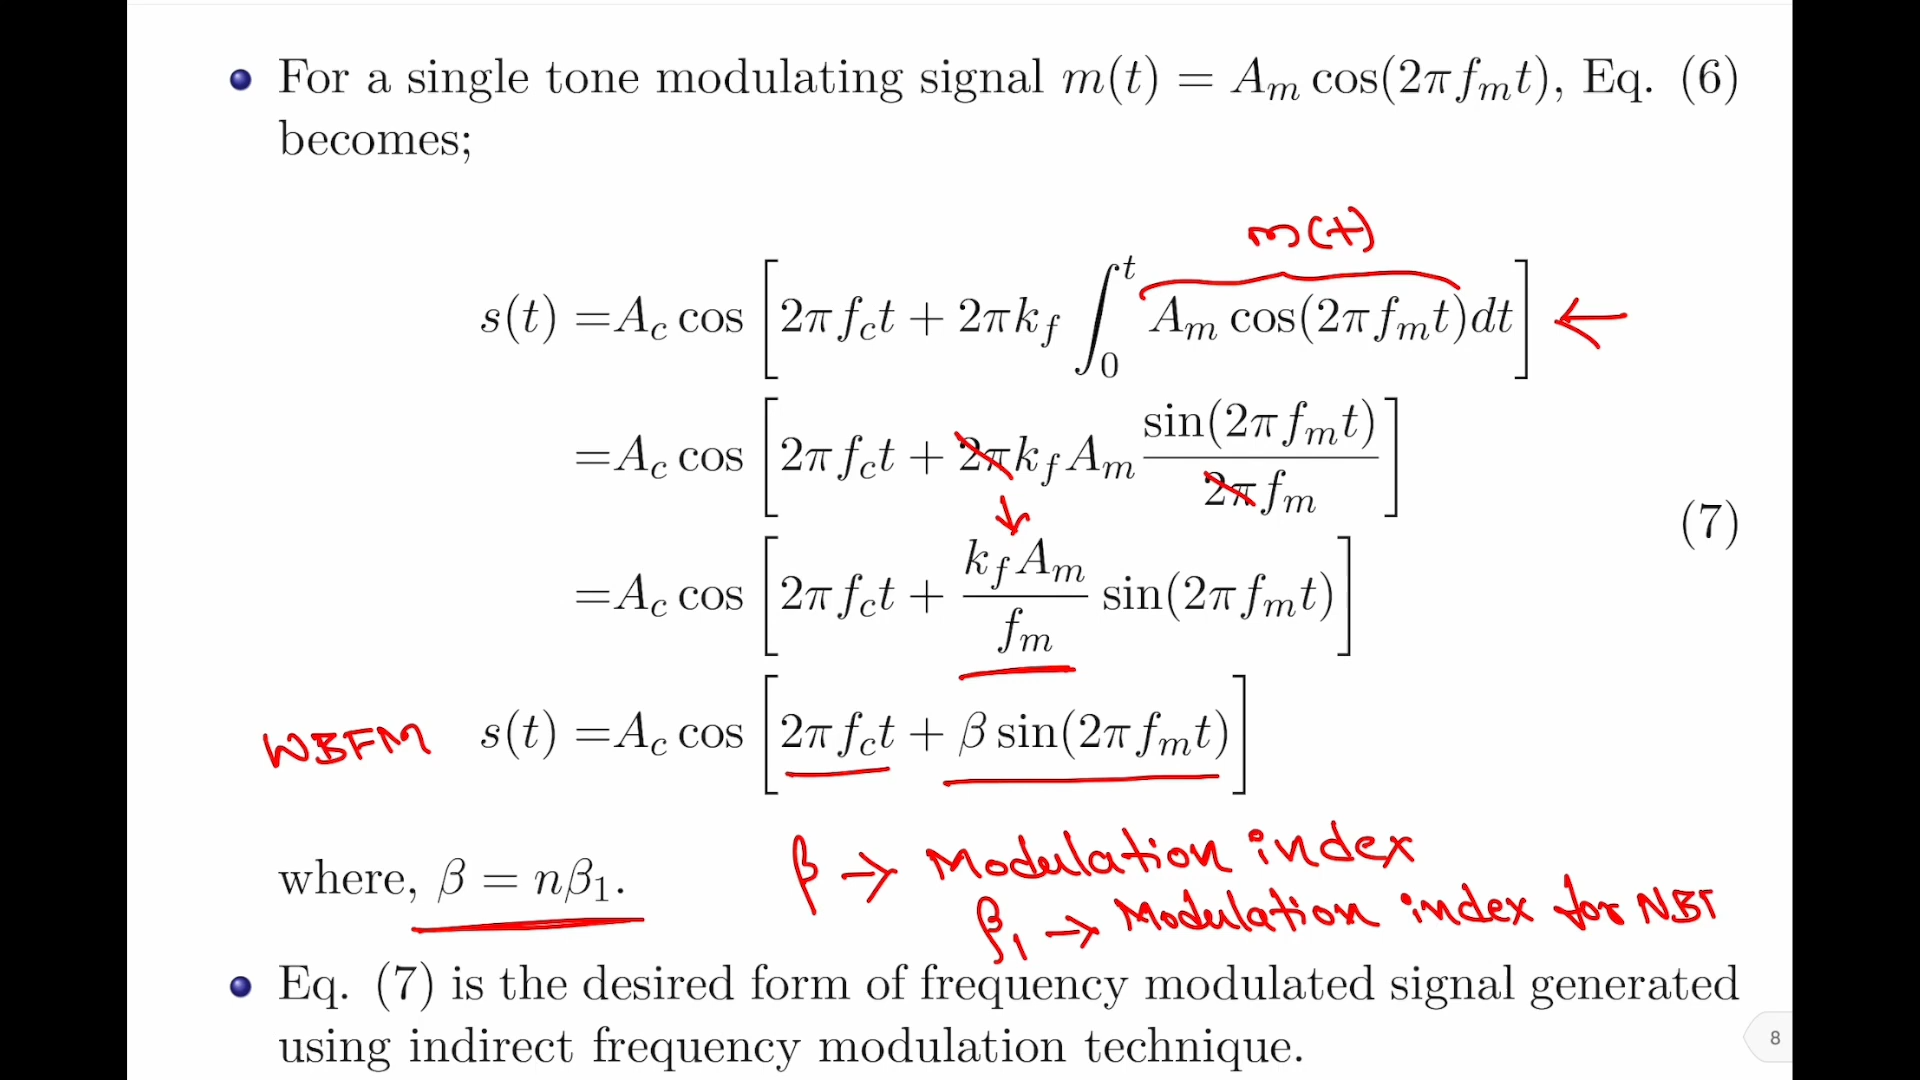 • For a single tone modulating signal m(t) = A_m cos(2πf_m t), Eq. (6)
becomes;
m(t)
s(t) =A_c cos [2πf_c t + 2πk_f ∫_0^t A_m cos(2πf_m t)dt] ←
=A_c cos [2πf_c t + 2πk_f A_m sin(2πf_m t)/2πf_m]
↓
(7)
=A_c cos [2πf_c t + k_f A_m/f_m sin(2πf_m t)]
WBFM s(t) =A_c cos [2πf_c t + β sin(2πf_m t)]
where, β = nβ_1. β → Modulation index
β_1 → Modulation index for NBF
• Eq. (7) is the desired form of frequency modulated signal generated
using indirect frequency modulation technique.
8